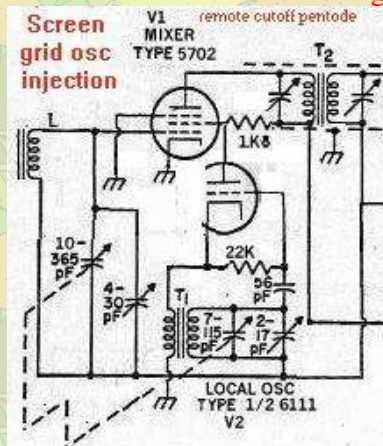 Screen
grid osc
injection
V1
MIXER
TYPE 5702
remote cutoff pentode
T2
L
1K8
22K
10-
365
pF
4-
30
pF
56
pF
T1
7-
115
pF
2-
17
pF
LOCAL OSC
TYPE 1/2 6111
V2